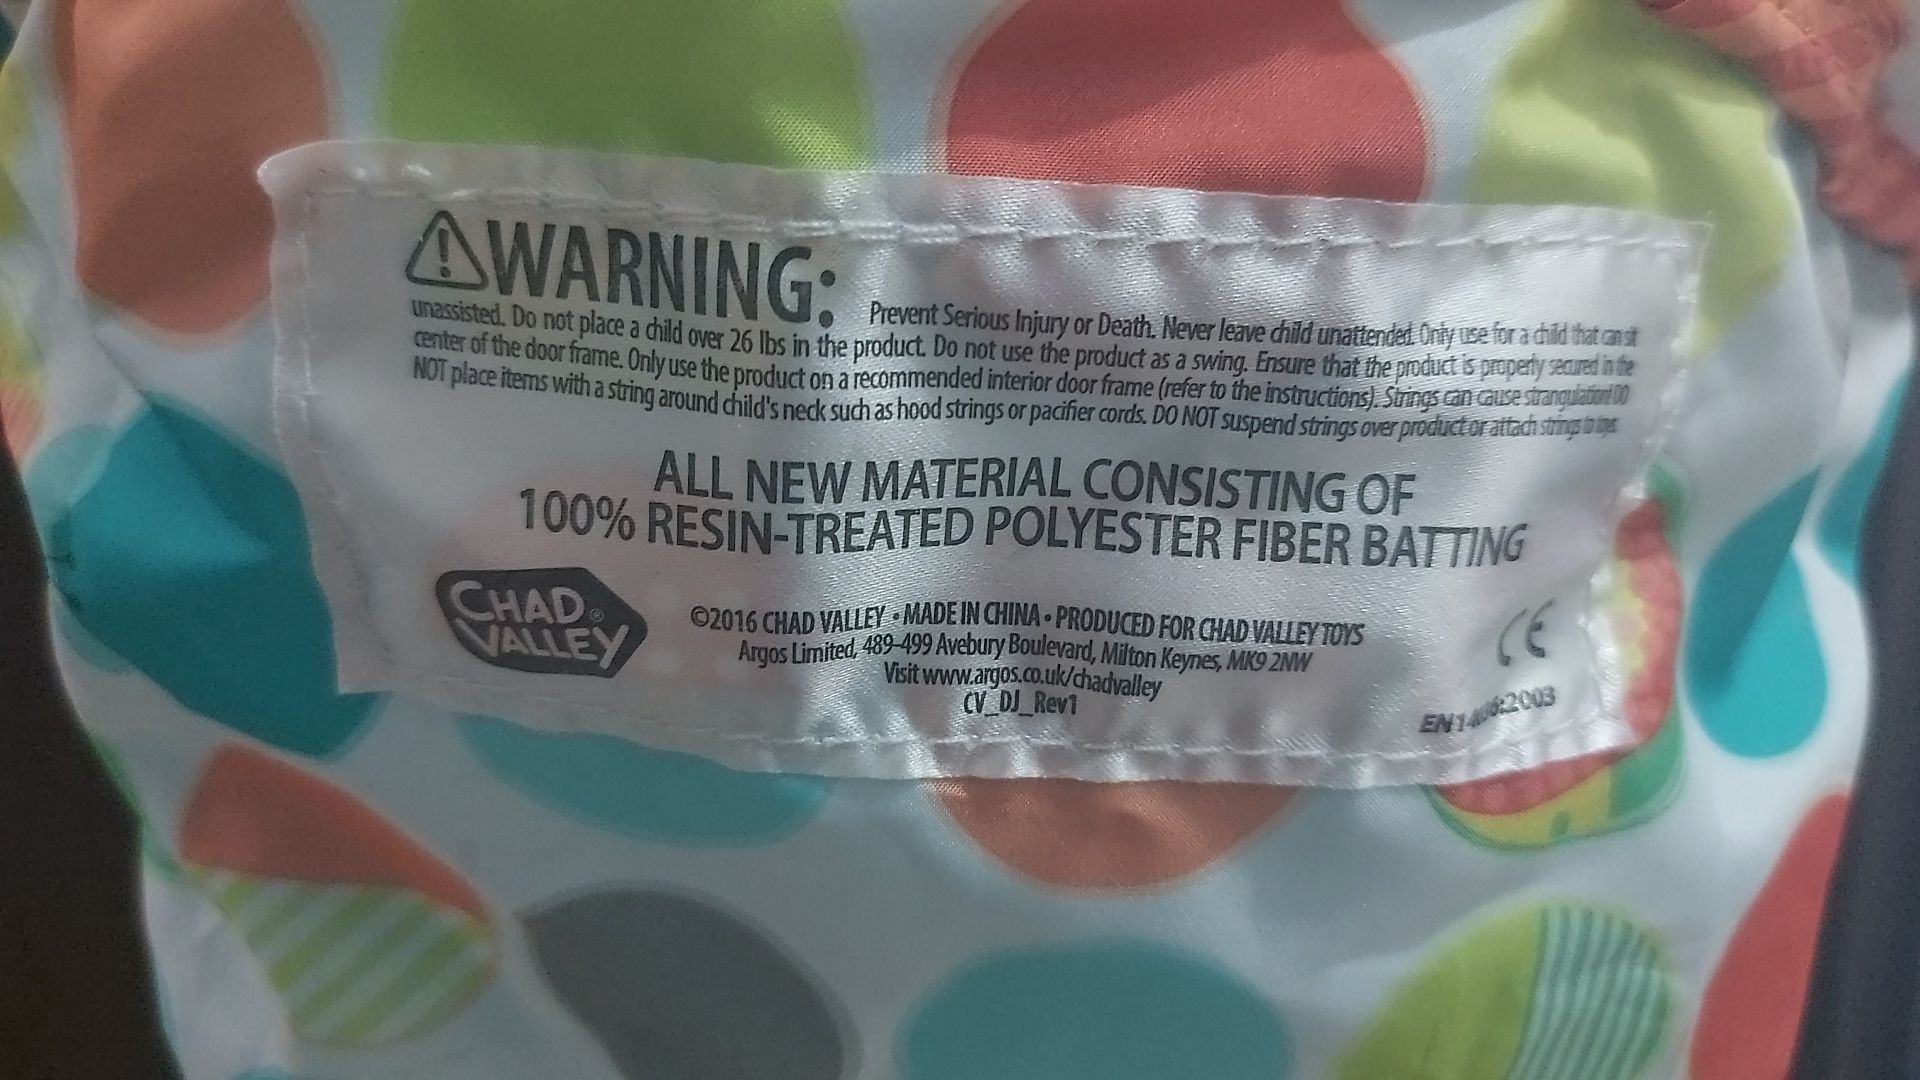 WARNING: Prevent Serious Injury or Death. Never leave child unattended. Only use for a child that can sit
unassisted. Do not place a child over 26 lbs in the product. Do not use the product as a swing. Ensure that the product is properly secured in the
center of the door frame. Only use the product on a recommended interior door frame (refer to the instructions). Strings can cause strangulation! DO
NOT place items with a string around child's neck such as hood strings or pacifier cords. DO NOT suspend strings over product or attach strings to toys.
ALL NEW MATERIAL CONSISTING OF
100% RESIN-TREATED POLYESTER FIBER BATTING
CHAD
VALLEY®
©2016 CHAD VALLEY • MADE IN CHINA • PRODUCED FOR CHAD VALLEY TOYS
Argos Limited, 489-499 Avebury Boulevard, Milton Keynes, MK9 2NW
Visit www.argos.co.uk/chadvalley
CV_DJ_Rev1
CE